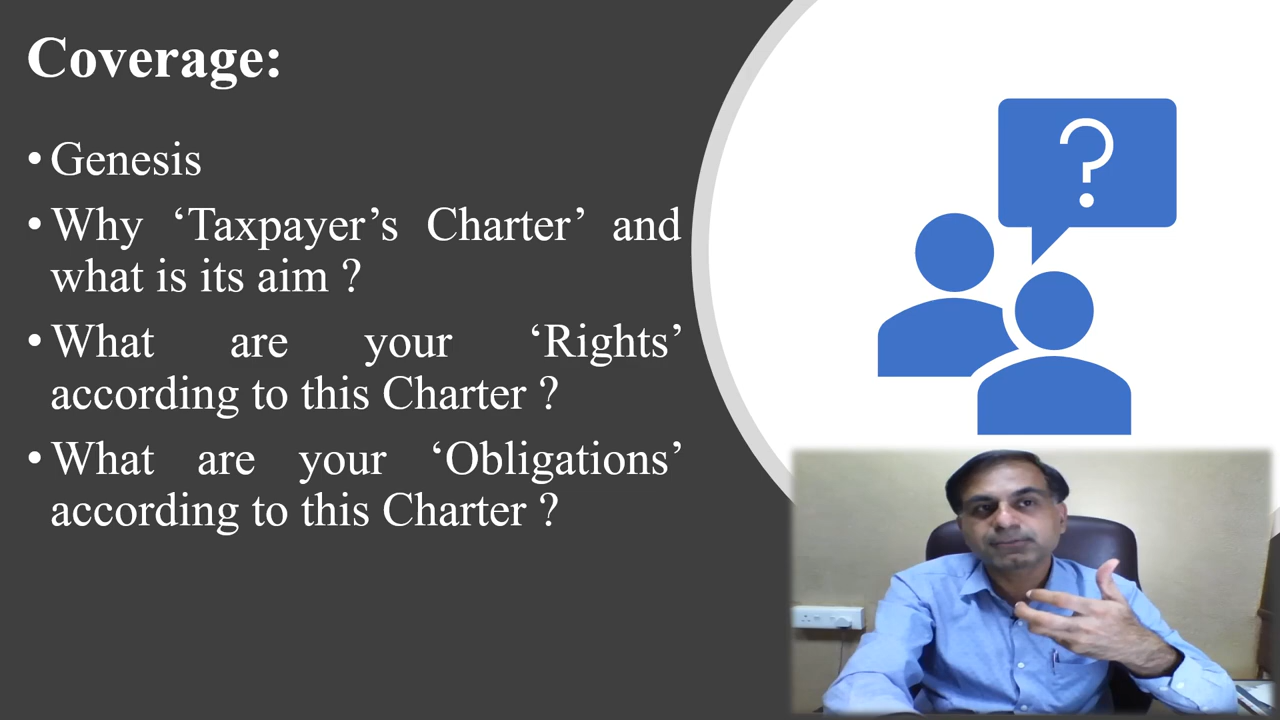 Coverage:
• Genesis
• Why ‘Taxpayer’s Charter’ and
what is its aim ?
• What are your ‘Rights’
according to this Charter ?
• What are your ‘Obligations’
according to this Charter ?
?